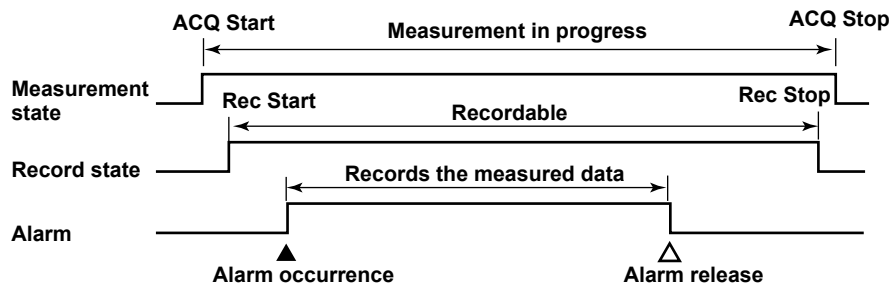 ACQ Start
ACQ Stop
Measurement in progress
Measurement
state
Rec Start
Rec Stop
Recordable
Record state
Records the measured data
Alarm
Alarm occurrence
Alarm release